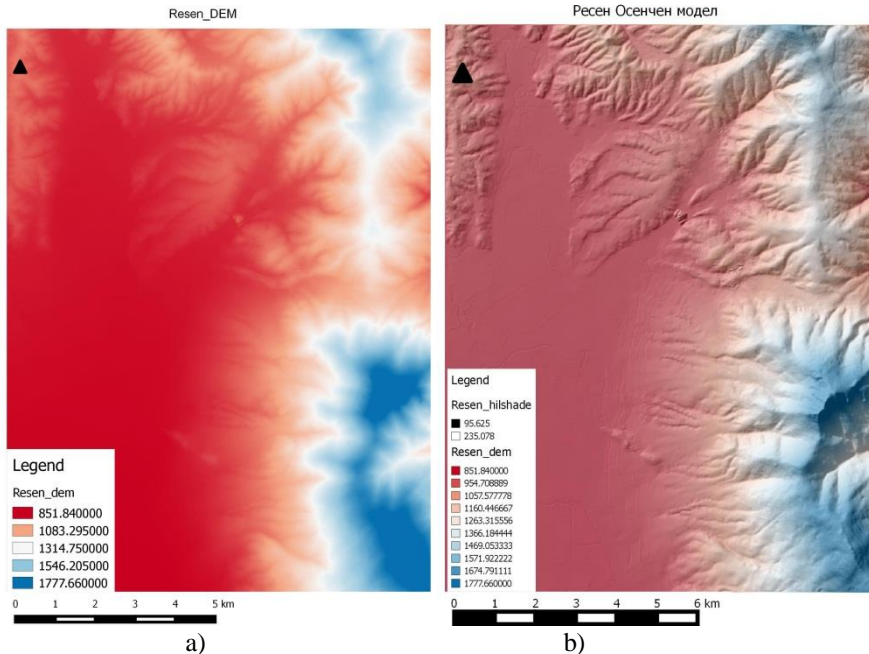 Resen_DEM
Legend
Resen_dem
851.840000
1083.295000
1314.750000
1546.205000
1777.660000
0 1 2 3 4 5 km
a)
Ресен Осенчен модел
Legend
Resen_hilshade
95.625
235.078
Resen_dem
851.840000
954.708889
1057.577778
1160.446667
1263.315556
1366.184444
1469.053333
1571.922222
1674.791111
1777.660000
0 1 2 3 4 5 6 km
b)